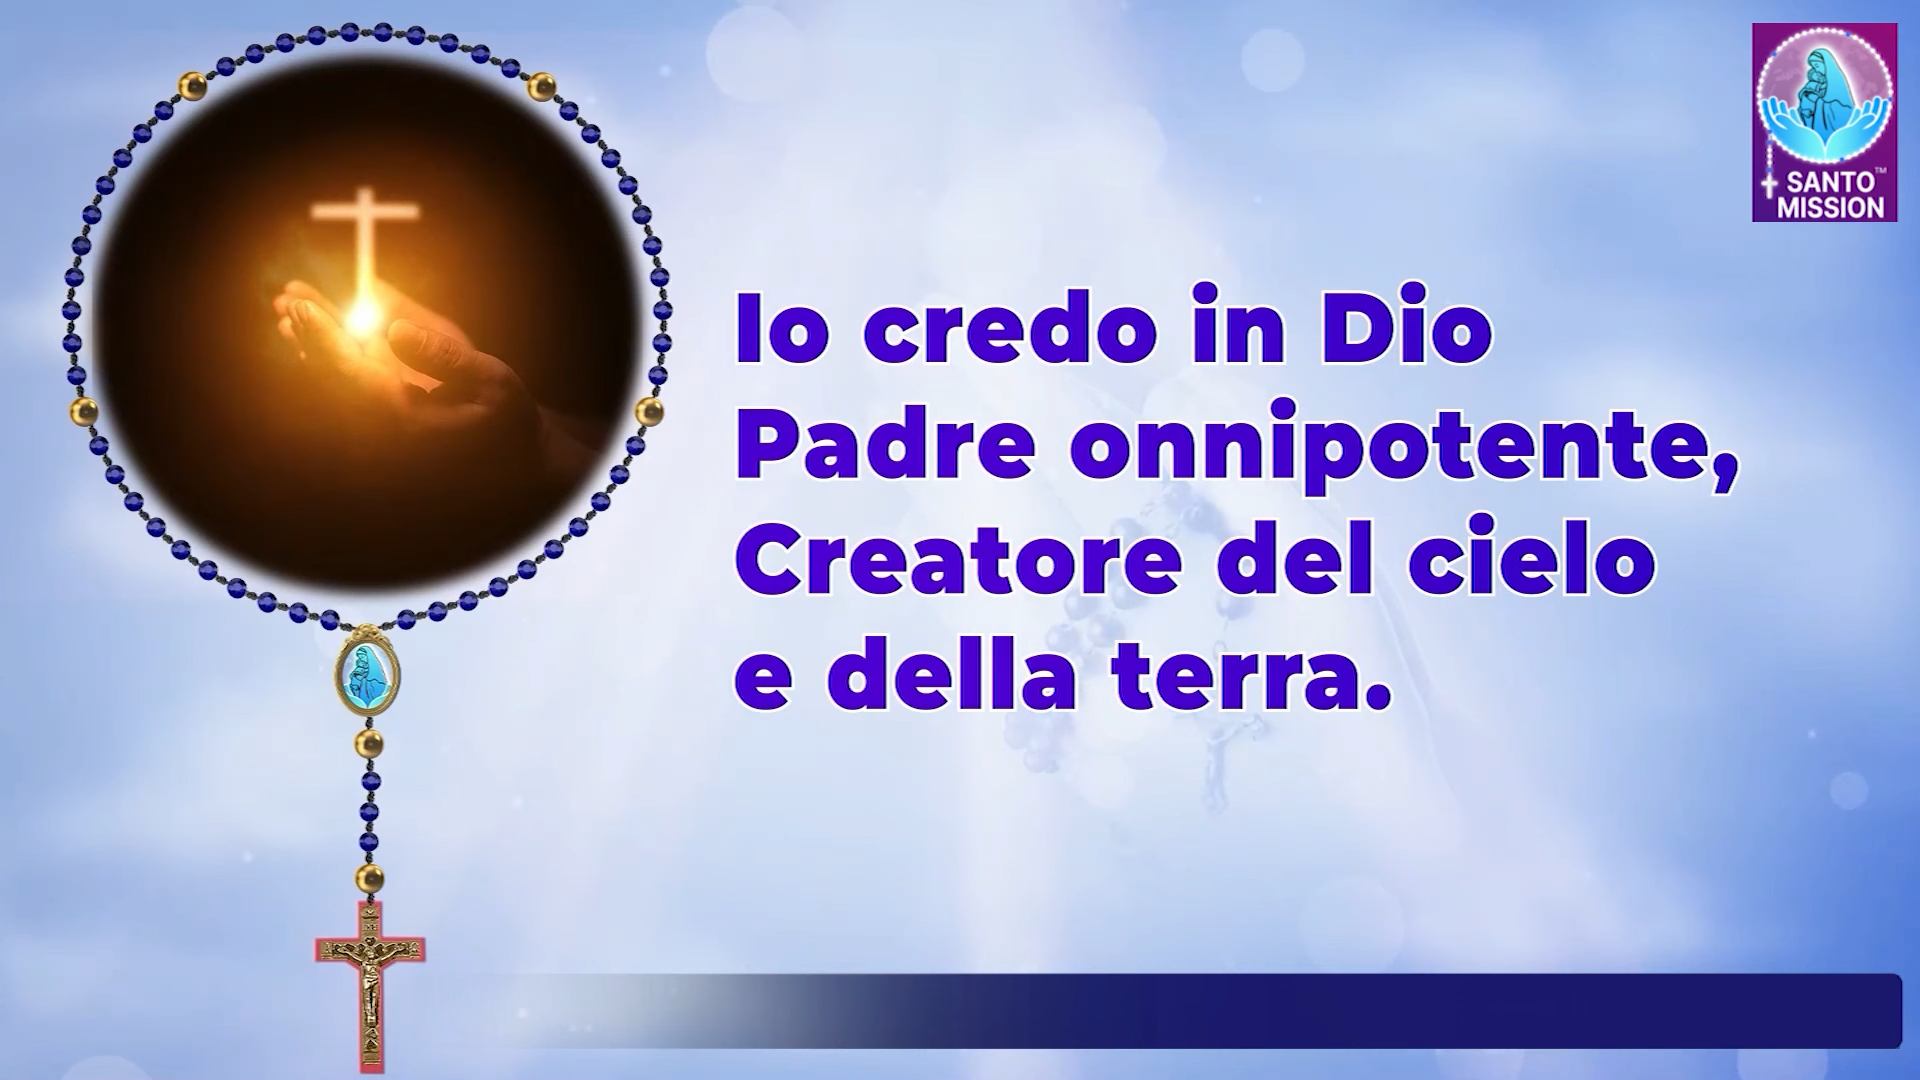 SANTO™
MISSION
Io credo in Dio
Padre onnipotente,
Creatore del cielo
e della terra.